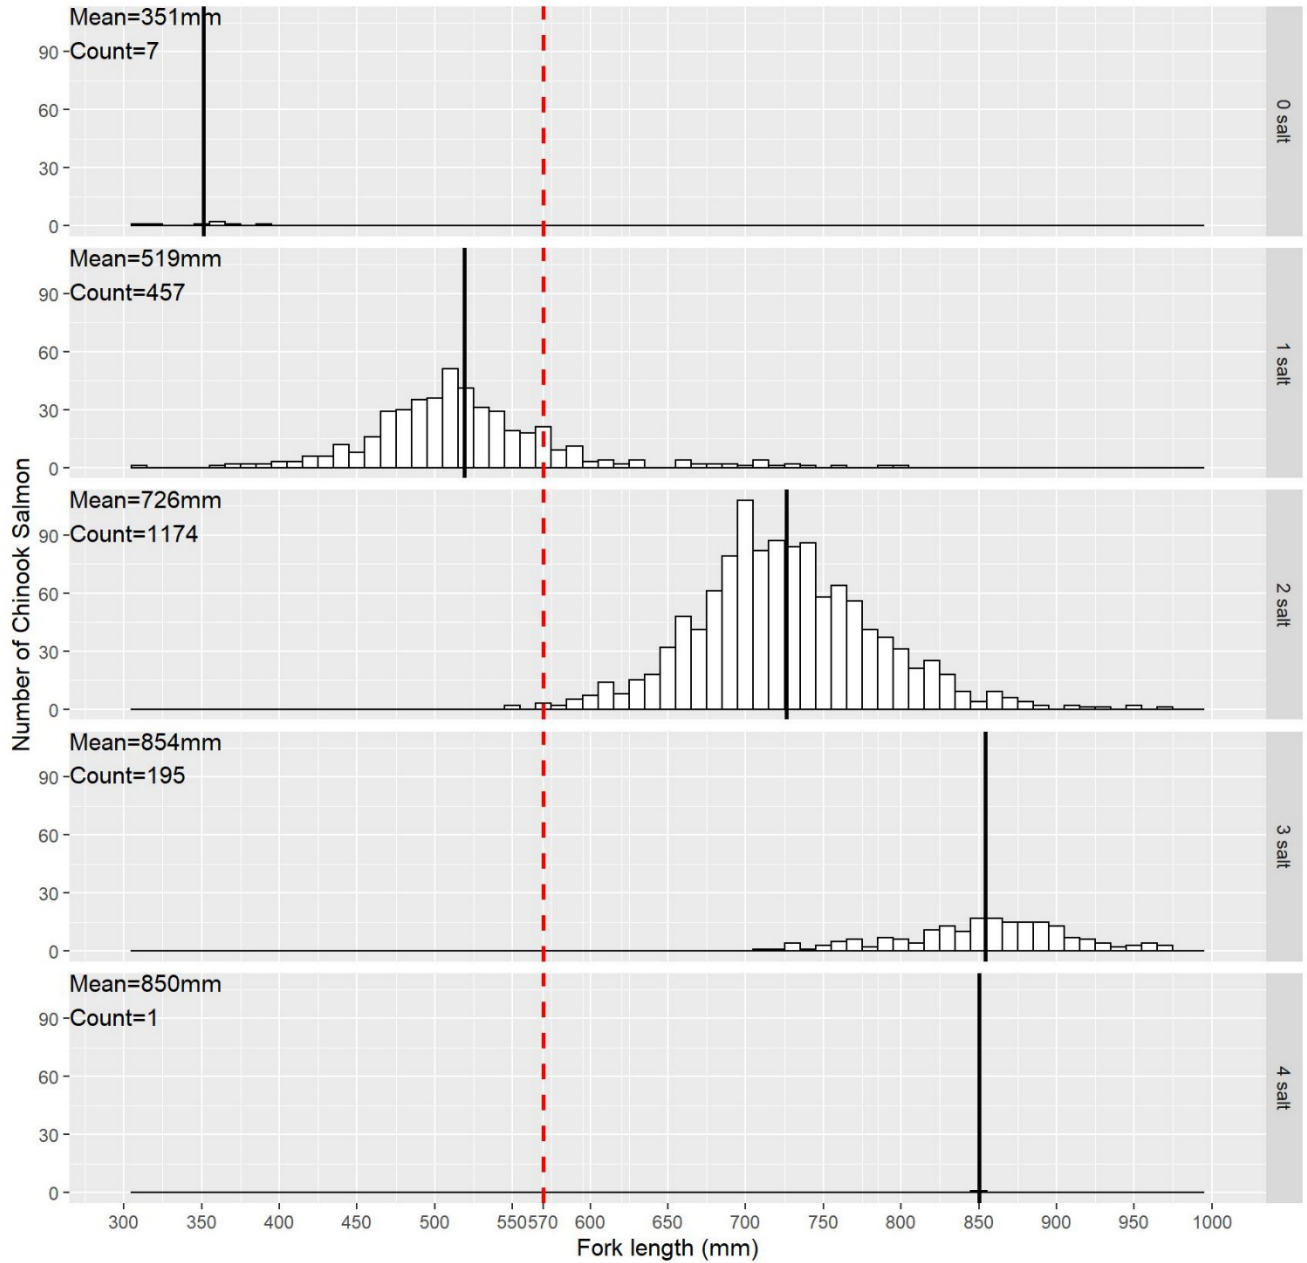 Mean=351mm
Count=7
90
60
30
0
0 salt
Mean=519mm
Count=457
90
60
30
0
1 salt
Mean=726mm
Count=1174
90
60
30
0
2 salt
Mean=854mm
Count=195
90
60
30
0
3 salt
Mean=850mm
Count=1
90
60
30
0
4 salt
Number of Chinook Salmon
300 350 400 450 500 550 570 600 650 700 750 800 850 900 950 1000
Fork length (mm)